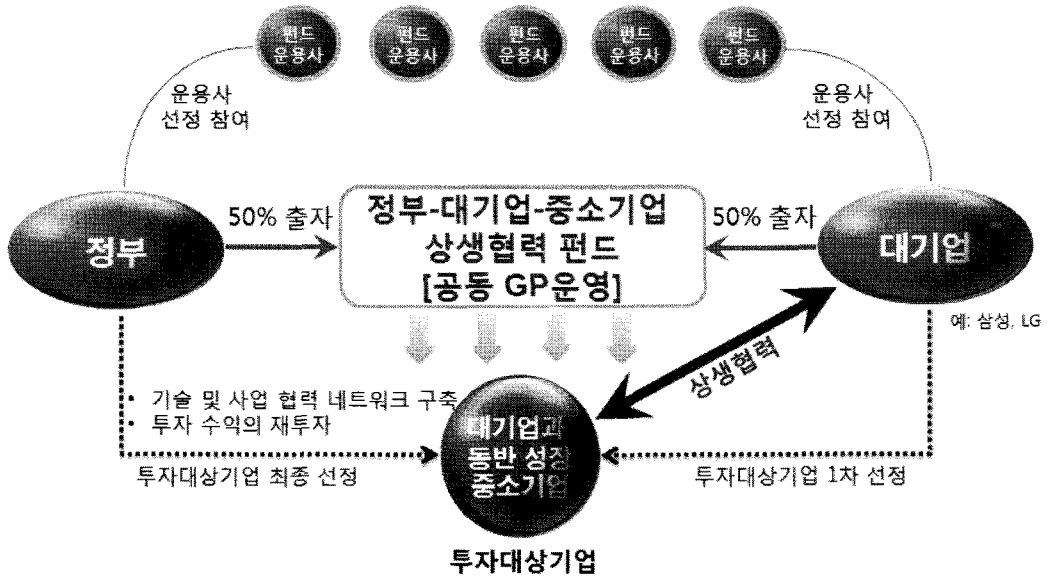 펀드
운용사
펀드
운용사
펀드
운용사
펀드
운용사
펀드
운용사
운용사
선정 참여
운용사
선정 참여
정부
50% 출자
정부-대기업-중소기업
상생협력 펀드
[공동 GP운영]
50% 출자
대기업
예: 삼성, LG
상생협력
• 기술 및 사업 협력 네트워크 구축
• 투자 수익의 재투자
대기업과
동반 성장
중소기업
투자대상기업 최종 선정
투자대상기업 1차 선정
투자대상기업